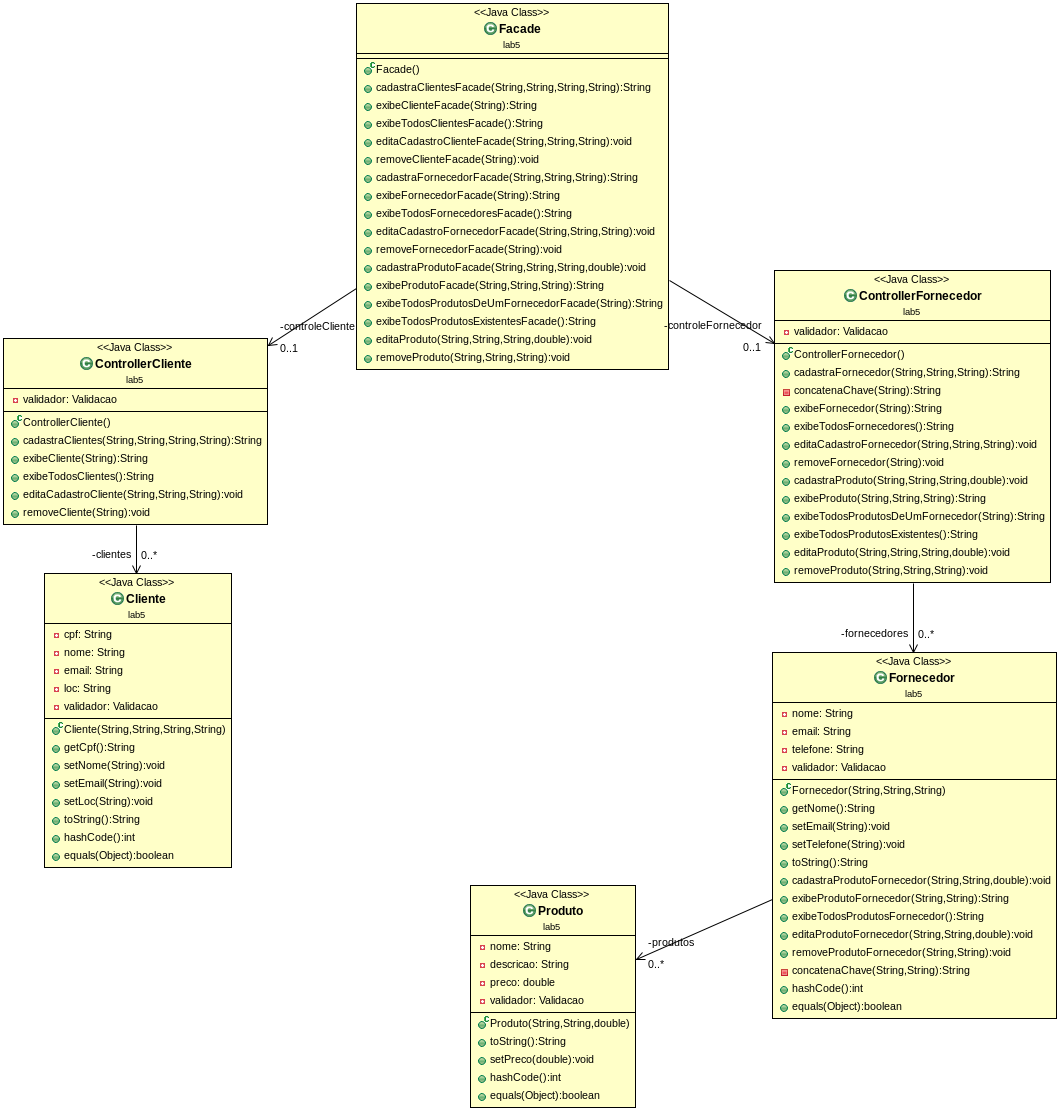 <<Java Class>>
Facade
lab5
Facade()
cadastraClientesFacade(String,String,String,String):String
exibeClienteFacade(String):String
exibeTodosClientesFacade():String
editaCadastroClienteFacade(String,String,String):void
removeClienteFacade(String):void
cadastraFornecedorFacade(String,String,String):String
exibeFornecedorFacade(String):String
exibeTodosFornecedoresFacade():String
editaCadastroFornecedorFacade(String,String,String):void
removeFornecedorFacade(String):void
cadastraProdutoFacade(String,String,String,double):void
exibeProdutoFacade(String,String,String):String
exibeTodosProdutosDeUmFornecedorFacade(String):String
exibeTodosProdutosExistentesFacade():String
editaProduto(String,String,String,double):void
removeProduto(String,String,String):void
-controleCliente
0..1
-controleFornecedor
0..1
<<Java Class>>
ControllerCliente
lab5
validador: Validacao
ControllerCliente()
cadastraClientes(String,String,String,String):String
exibeCliente(String):String
exibeTodosClientes():String
editaCadastroCliente(String,String,String):void
removeCliente(String):void
-clientes
0..*
<<Java Class>>
Cliente
lab5
cpf: String
nome: String
email: String
loc: String
validador: Validacao
Cliente(String,String,String,String)
getCpf():String
setNome(String):void
setEmail(String):void
setLoc(String):void
toString():String
hashCode():int
equals(Object):boolean
<<Java Class>>
ControllerFornecedor
lab5
validador: Validacao
ControllerFornecedor()
cadastraFornecedor(String,String,String):String
concatenaChave(String):String
exibeFornecedor(String):String
exibeTodosFornecedores():String
editaCadastroFornecedor(String,String,String):void
removeFornecedor(String):void
cadastraProduto(String,String,String,double):void
exibeProduto(String,String,String):String
exibeTodosProdutosDeUmFornecedor(String):String
exibeTodosProdutosExistentes():String
editaProduto(String,String,String,double):void
removeProduto(String,String,String):void
-fornecedores
0..*
<<Java Class>>
Fornecedor
lab5
nome: String
email: String
telefone: String
validador: Validacao
Fornecedor(String,String,String)
getNome():String
setEmail(String):void
setTelefone(String):void
toString():String
cadastraProdutoFornecedor(String,String,double):void
exibeProdutoFornecedor(String,String):String
exibeTodosProdutosFornecedor():String
editaProdutoFornecedor(String,String,double):void
removeProdutoFornecedor(String,String):void
concatenaChave(String,String):String
hashCode():int
equals(Object):boolean
-produtos
0..*
<<Java Class>>
Produto
lab5
nome: String
descricao: String
preco: double
validador: Validacao
Produto(String,String,double)
toString():String
setPreco(double):void
hashCode():int
equals(Object):boolean